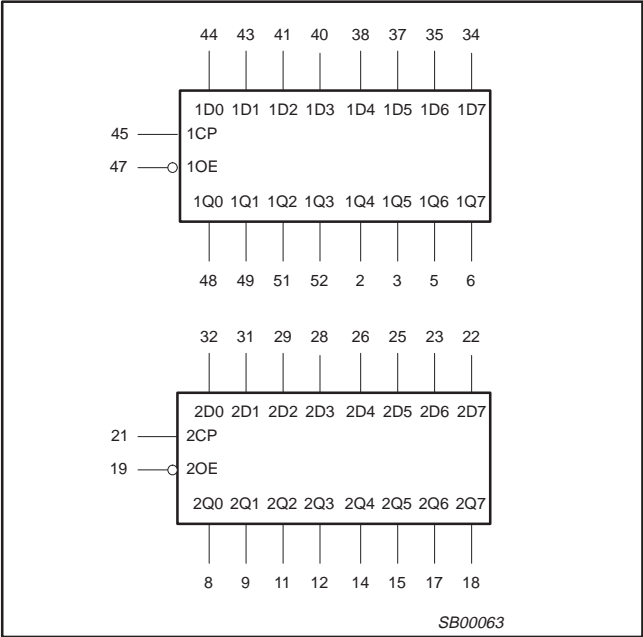 44 43 41 40 38 37 35 34
1D0 1D1 1D2 1D3 1D4 1D5 1D6 1D7
45 1CP
47 1OE
1Q0 1Q1 1Q2 1Q3 1Q4 1Q5 1Q6 1Q7
48 49 51 52 2 3 5 6
32 31 29 28 26 25 23 22
2D0 2D1 2D2 2D3 2D4 2D5 2D6 2D7
21 2CP
19 2OE
2Q0 2Q1 2Q2 2Q3 2Q4 2Q5 2Q6 2Q7
8 9 11 12 14 15 17 18
SB00063